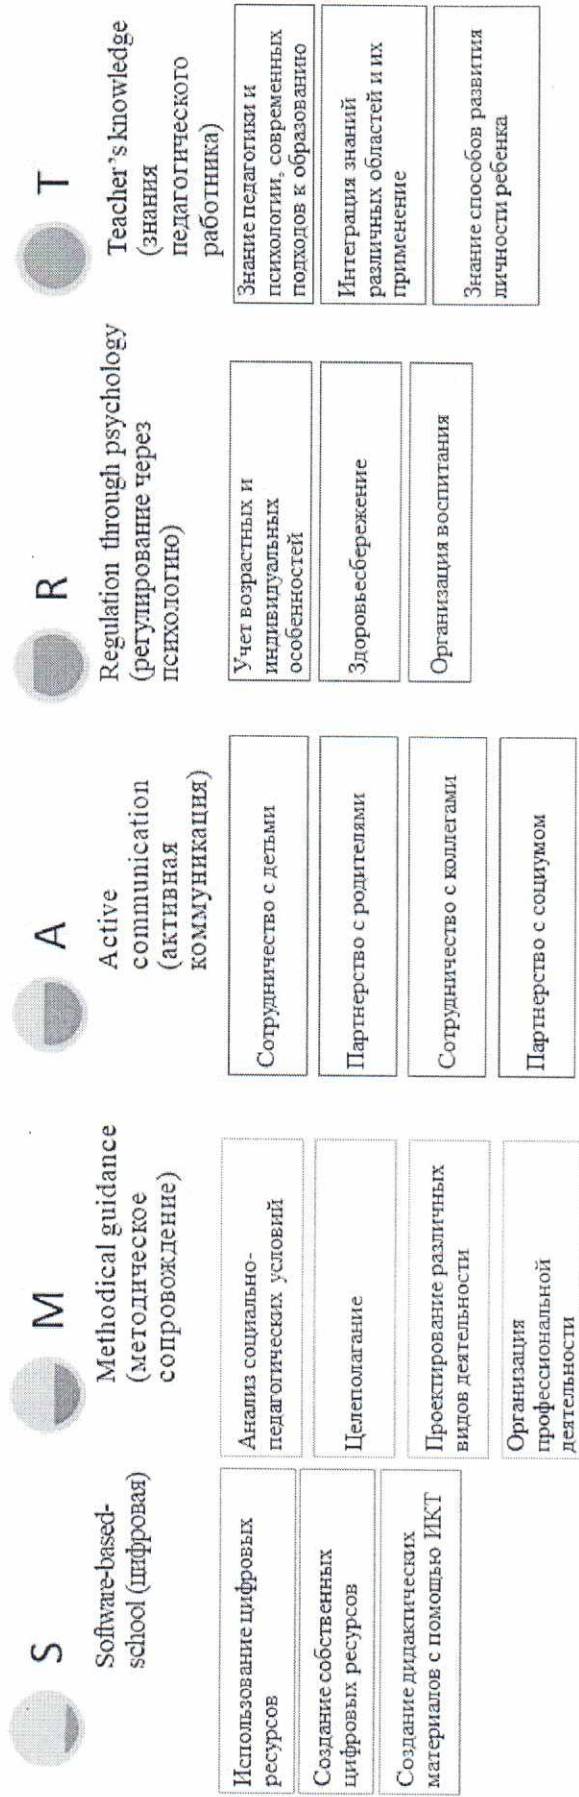 S
Software-based-
school (цифровая)
Использование цифровых
ресурсов
Создание собственных
цифровых ресурсов
Создание дидактических
материалов с помощью ИКТ
M
Methodical guidance
(методическое
сопровождение)
Анализ социально-
педагогических условий
Целеполагание
Проектирование различных
видов деятельности
Организация
профессиональной
деятельности
A
Active
communication
(активная
коммуникация)
Сотрудничество с детьми
Партнерство с родителями
Сотрудничество с коллегами
Партнерство с социумом
R
Regulation through psychology
(регулирование через
психологию)
Учет возрастных и
индивидуальных
особенностей
Здоровьесбережение
Организация воспитания
T
Teacher's knowledge
(знания
педагогического
работника)
Знание педагогики и
психологии, современных
подходов к образованию
Интеграция знаний
различных областей и их
применение
Знание способов развития
личности ребенка